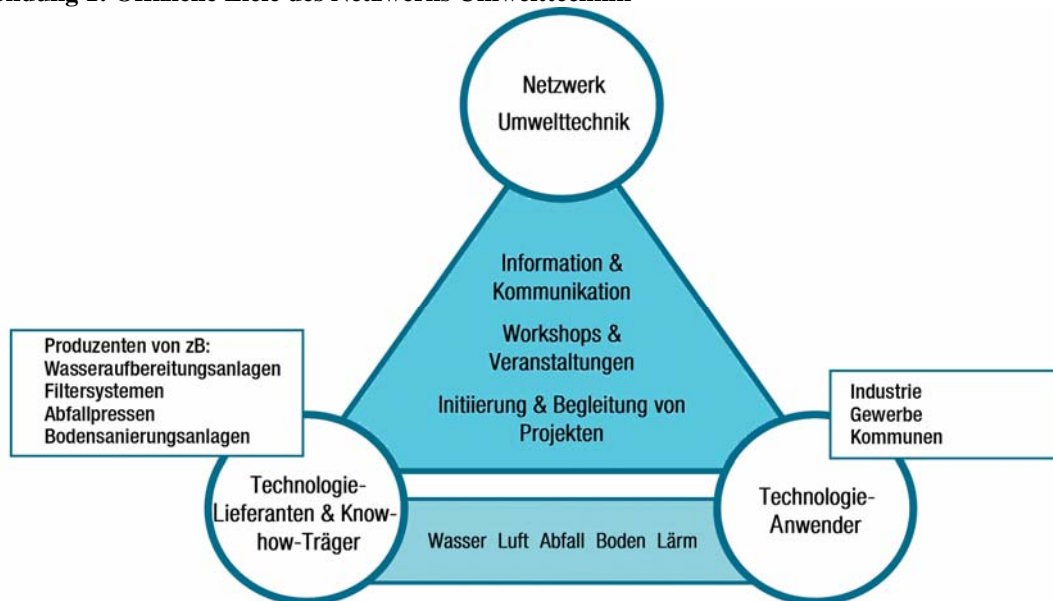 Netzwerk
Umwelttechnik
Information &
Kommunikation
Workshops &
Veranstaltungen
Initiierung & Begleitung von
Projekten
Produzenten von zB:
Wasseraufbereitungsanlagen
Filtersystemen
Abfallpressen
Bodensanierungsanlagen
Industrie
Gewerbe
Kommunen
Technologie-
Lieferanten & Know-
how-Träger
Technologie-
Anwender
Wasser Luft Abfall Boden Lärm